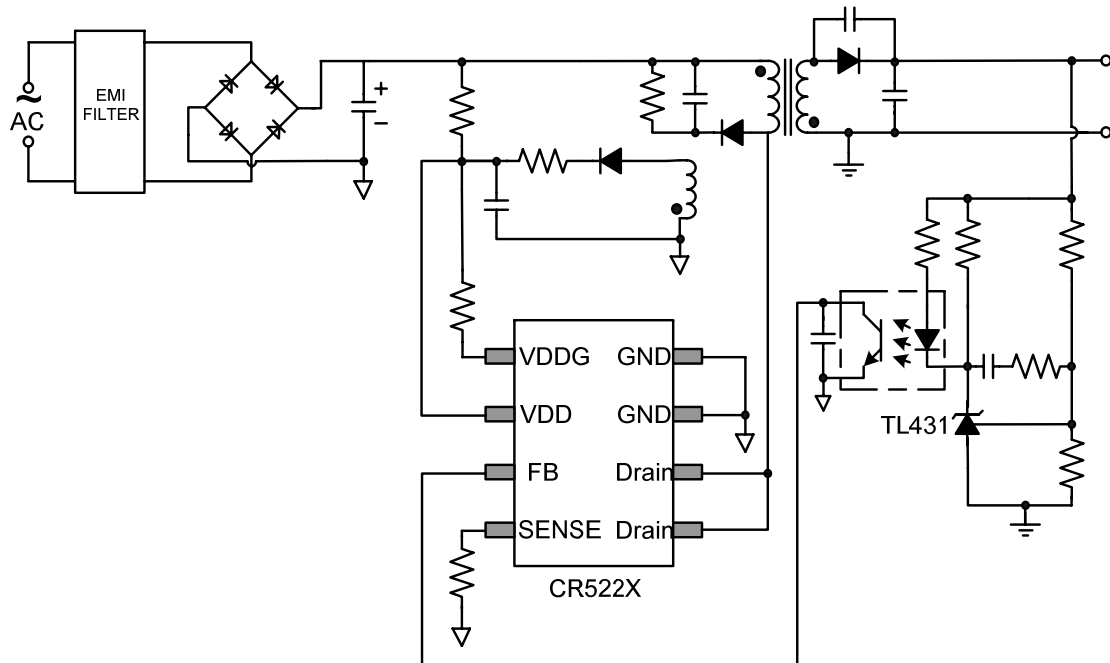 EMI
FILTER
~
AC
+
−
VDDG
GND
VDD
GND
TL431
FB
Drain
SENSE
Drain
CR522X